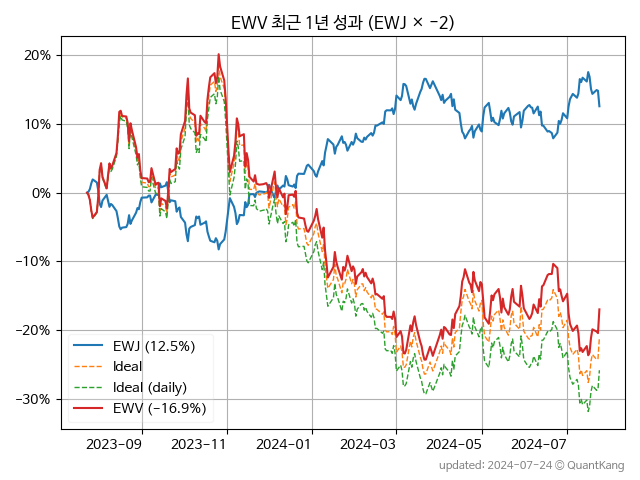 EWV 최근 1년 성과 (EWJ × −2)
20%
10%
0%
−10%
−20%
−30%
EWJ (12.5%)
Ideal
Ideal (daily)
EWV (−16.9%)
2023-09 2023-11 2024-01 2024-03 2024-05 2024-07
updated: 2024-07-24 © QuantKang